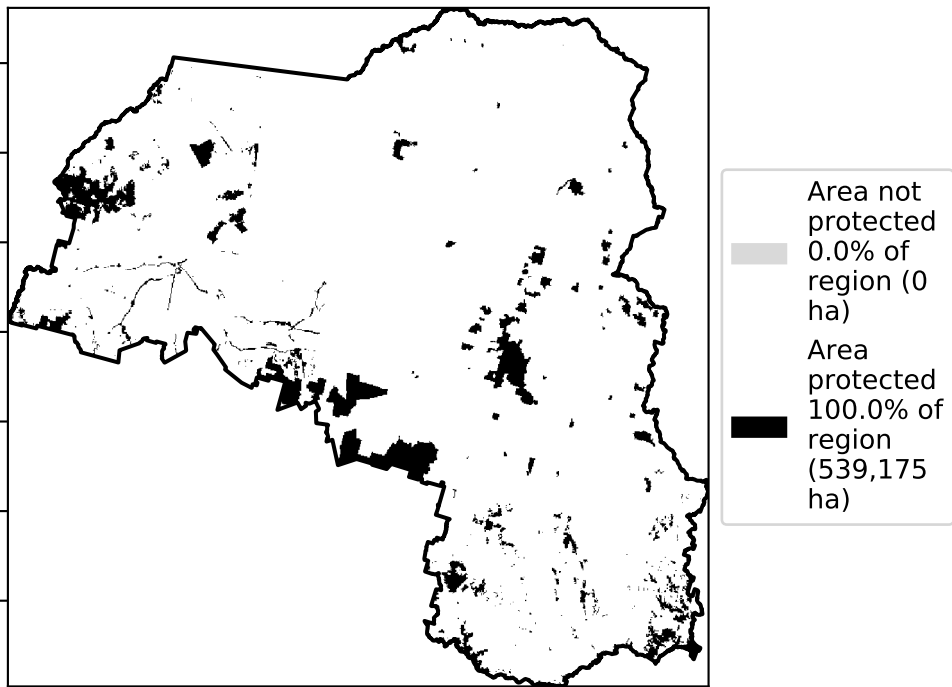 Area not
protected
0.0% of
region (0
ha)
Area
protected
100.0% of
region
(539,175
ha)